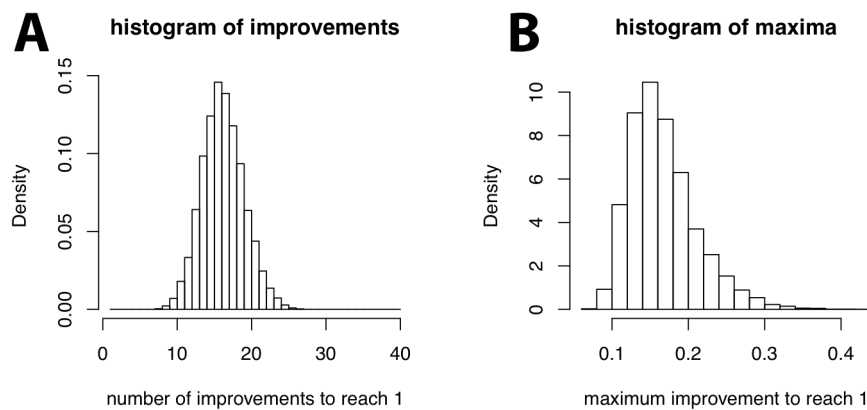 A
histogram of improvements
Density
0.15
0.10
0.05
0.00
0 10 20 30 40
number of improvements to reach 1
B
histogram of maxima
Density
10
8
6
4
2
0
0.1 0.2 0.3 0.4
maximum improvement to reach 1